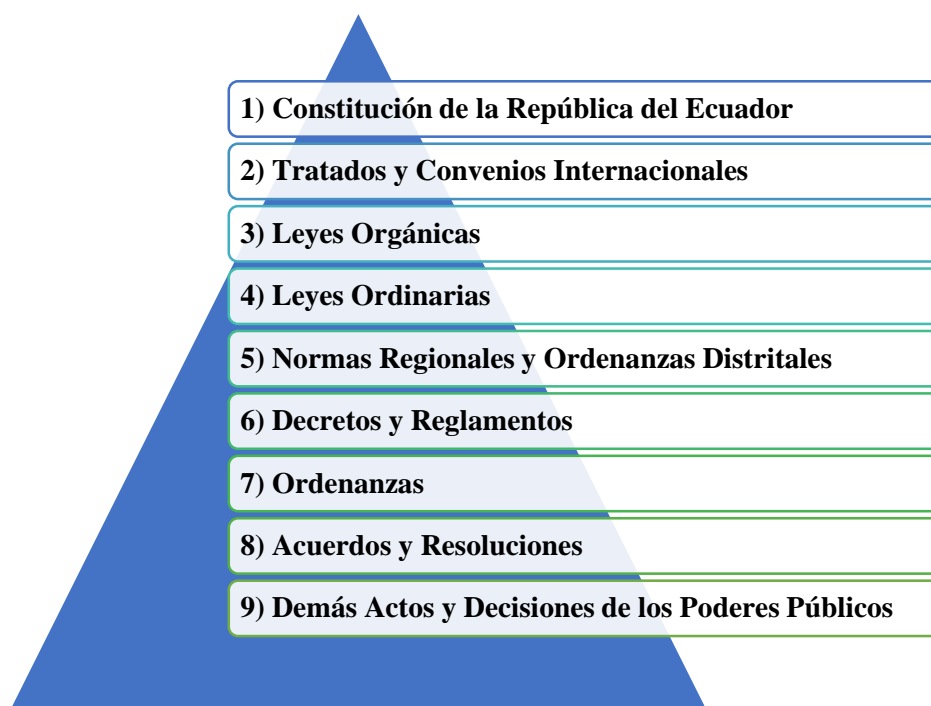 1) Constitución de la República del Ecuador
2) Tratados y Convenios Internacionales
3) Leyes Orgánicas
4) Leyes Ordinarias
5) Normas Regionales y Ordenanzas Distritales
6) Decretos y Reglamentos
7) Ordenanzas
8) Acuerdos y Resoluciones
9) Demás Actos y Decisiones de los Poderes Públicos